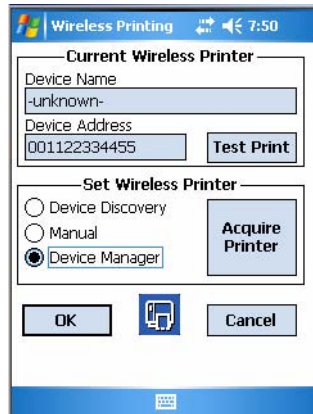 Wireless Printing 7:50
Current Wireless Printer
Device Name
-unknown-
Device Address
001122334455 Test Print
Set Wireless Printer
Device Discovery
Manual
Device Manager
Acquire
Printer
OK Cancel